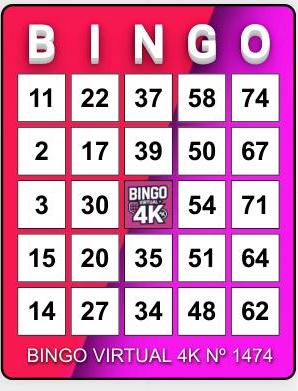 B I N G O
11 22 37 58 74
2 17 39 50 67
3 30 BINGO VIRTUAL 4K 54 71
15 20 35 51 64
14 27 34 48 62
BINGO VIRTUAL 4K Nº 1474